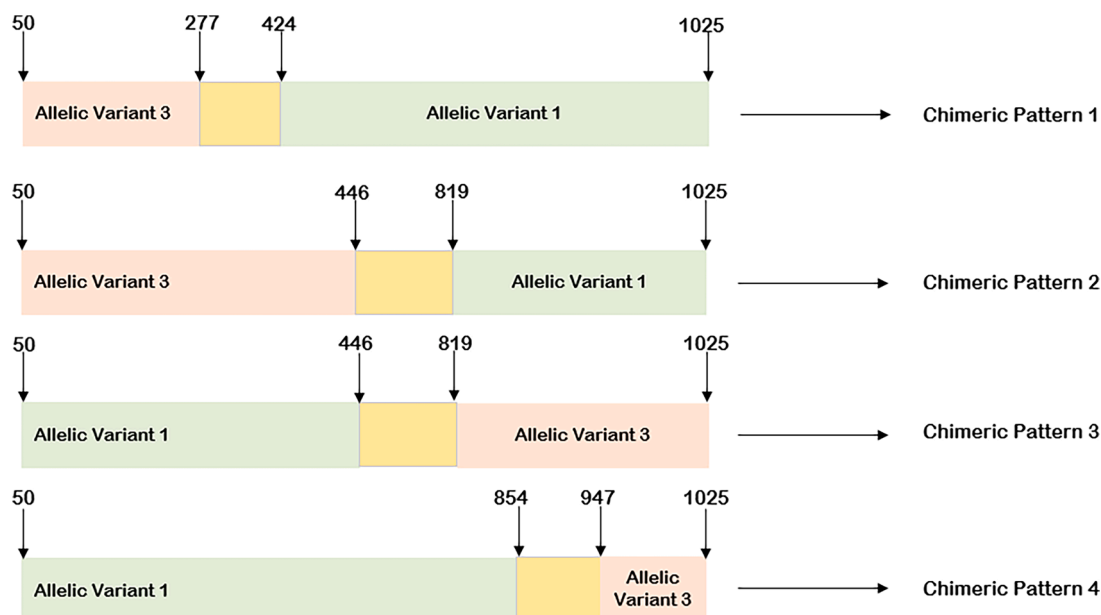 50 277 424 1025
Allelic Variant 3 Allelic Variant 1 Chimeric Pattern 1
50 446 819 1025
Allelic Variant 3 Allelic Variant 1 Chimeric Pattern 2
50 446 819 1025
Allelic Variant 1 Allelic Variant 3 Chimeric Pattern 3
50 854 947 1025
Allelic Variant 1 Allelic Variant 3 Chimeric Pattern 4